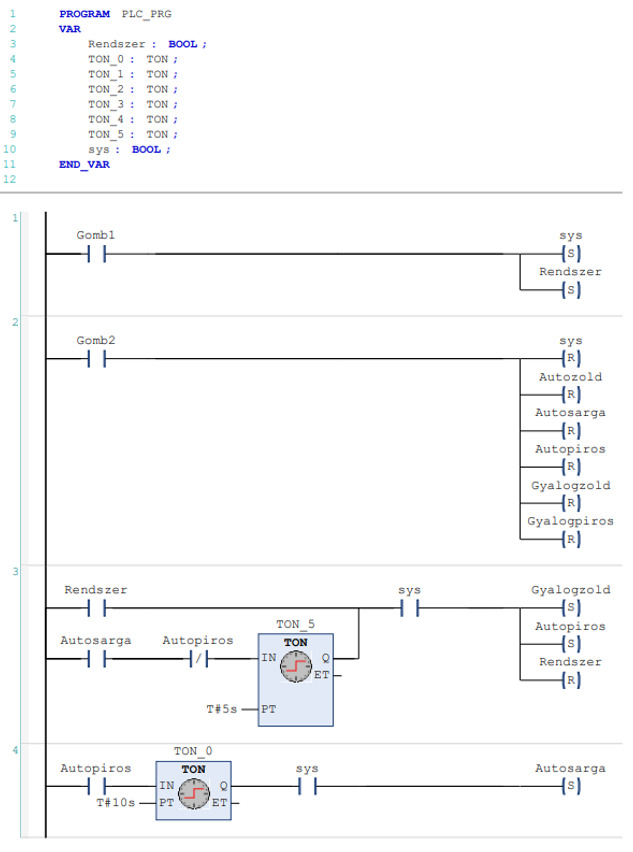 1 PROGRAM PLC_PRG
2 VAR
3 Rendszer : BOOL ;
4 TON_0 : TON ;
5 TON_1 : TON ;
6 TON_2 : TON ;
7 TON_3 : TON ;
8 TON_4 : TON ;
9 TON_5 : TON ;
10 sys : BOOL ;
11 END_VAR
12
1
Gomb1 sys
S
Rendszer
S
2
Gomb2 sys
R
Autozold
R
Autosarga
R
Autopiros
R
Gyalogzold
R
Gyalogpiros
R
3
Rendszer sys Gyalogzold
S
TON_5 Autopiros
Autosarga Autopiros TON S
/ IN Q Rendszer
ET R
T#5s PT
4
TON_0
Autopiros TON sys Autosarga
IN Q S
T#10s PT ET